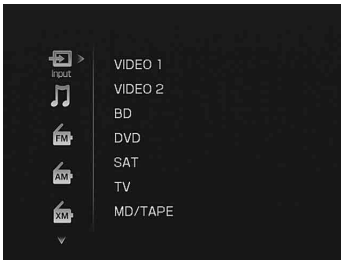 Input
FM
AM
XM
VIDEO 1
VIDEO 2
BD
DVD
SAT
TV
MD/TAPE